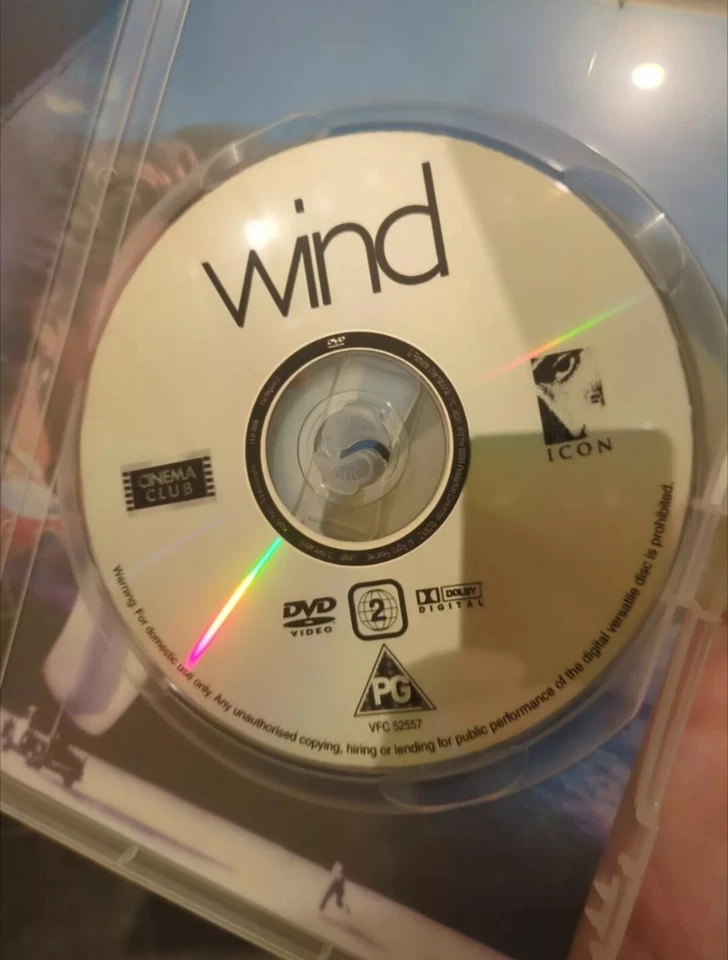 wind
DVD
ICON
CINEMA
CLUB
DVD
VIDEO
2
DOLBY
DIGITAL
PG
VFC 52557
Warning. For domestic use only. Any unauthorised copying, hiring or lending for public performance of the digital versatile disc is prohibited.